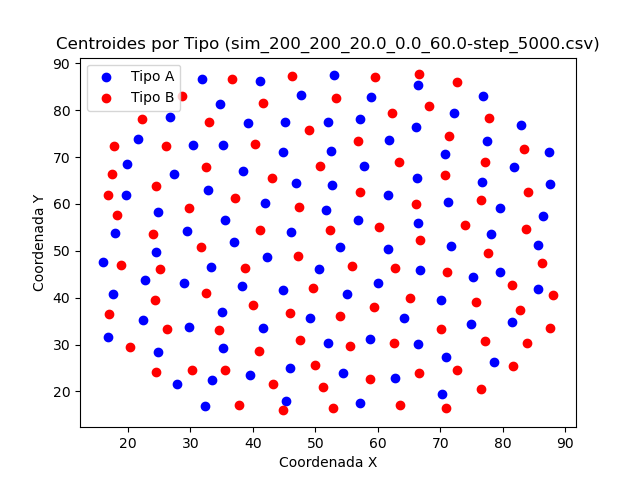 Centroides por Tipo (sim_200_200_20.0_0.0_60.0-step_5000.csv)
Tipo A
Tipo B
90
80
70
60
50
40
30
20
Coordenada Y
20 30 40 50 60 70 80 90
Coordenada X